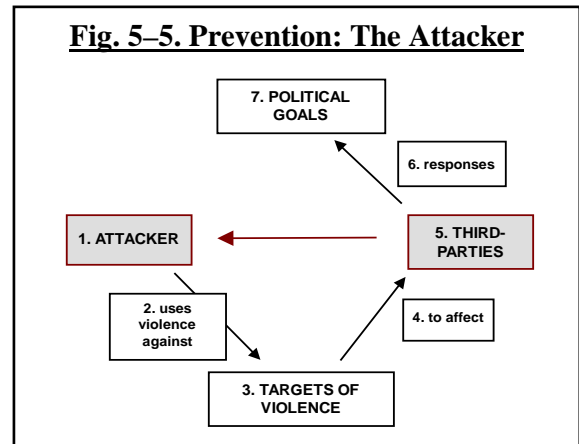 Fig. 5–5. Prevention: The Attacker
7. POLITICAL
GOALS
6. responses
1. ATTACKER
5. THIRD-
PARTIES
2. uses
violence
against
4. to affect
3. TARGETS OF
VIOLENCE